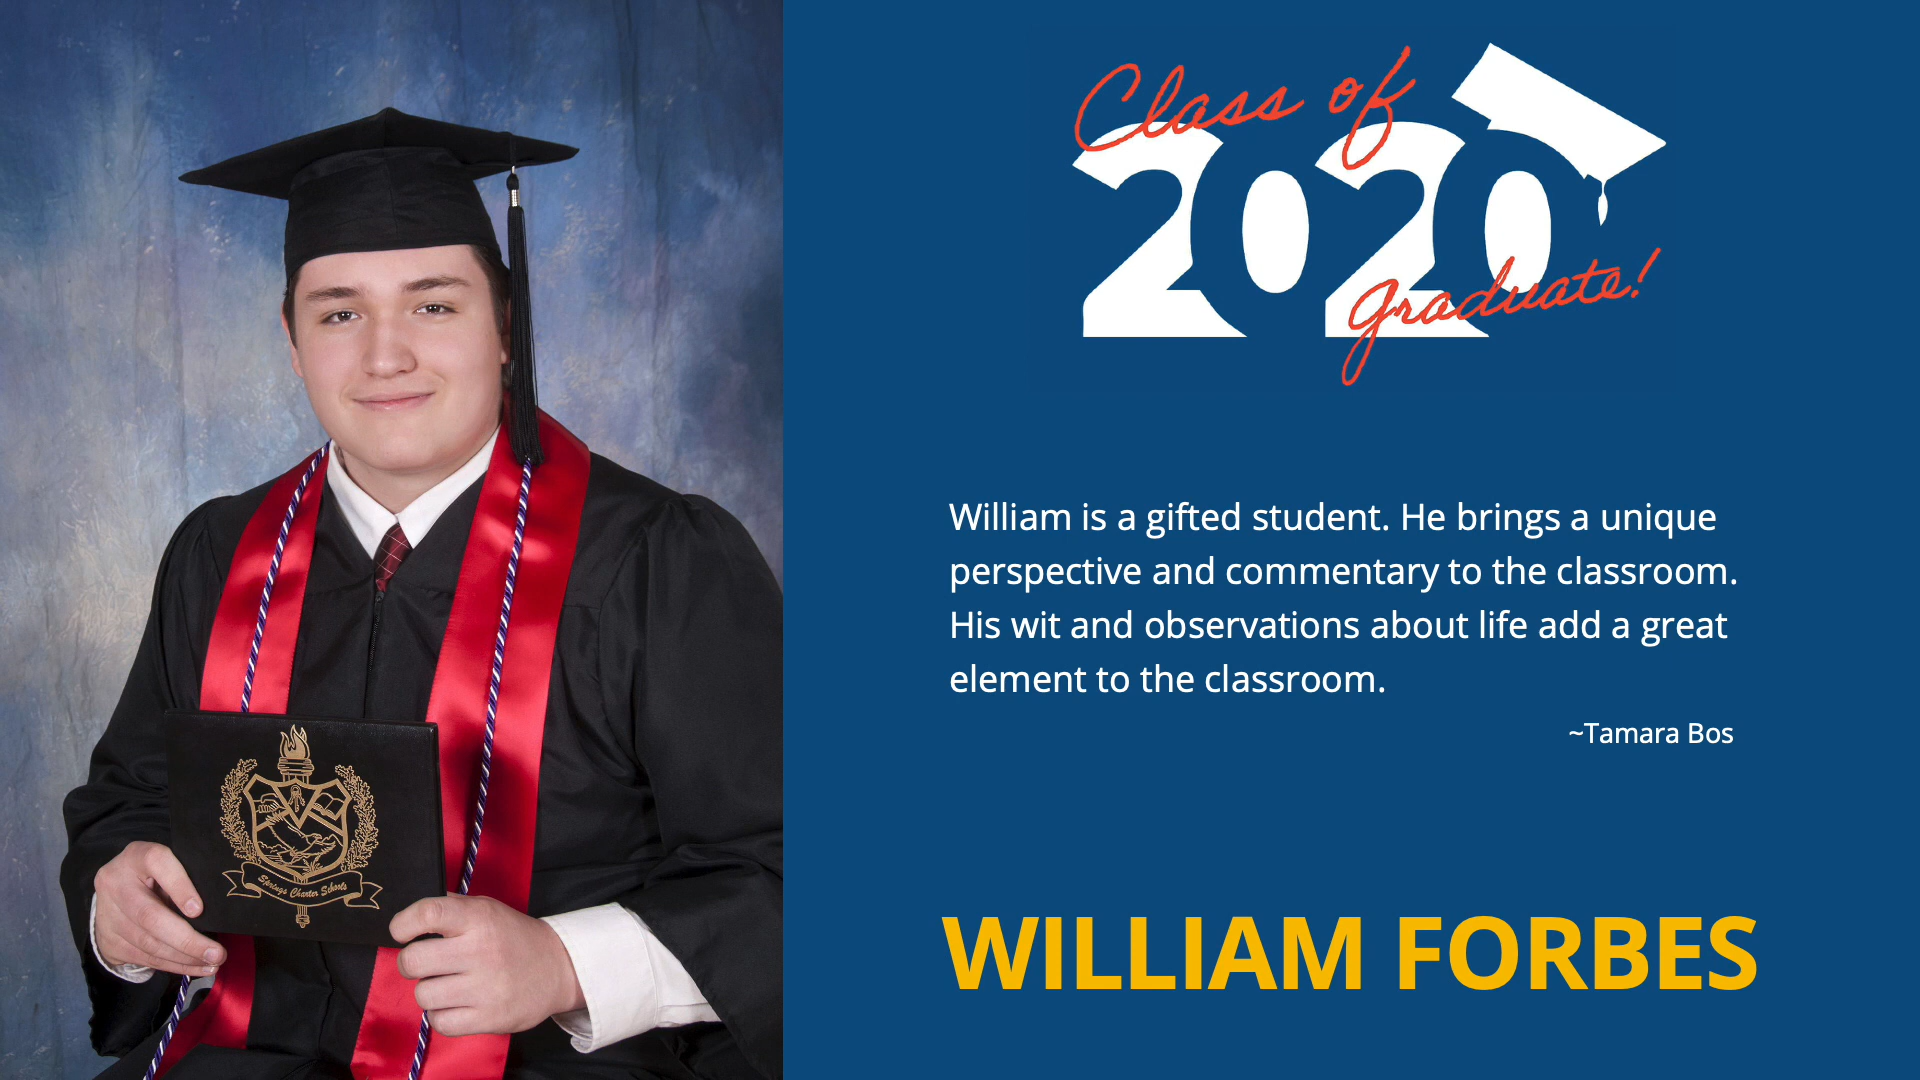 Class of
2020
graduate!
William is a gifted student. He brings a unique
perspective and commentary to the classroom.
His wit and observations about life add a great
element to the classroom.
~Tamara Bos
Springs Charter Schools
WILLIAM FORBES